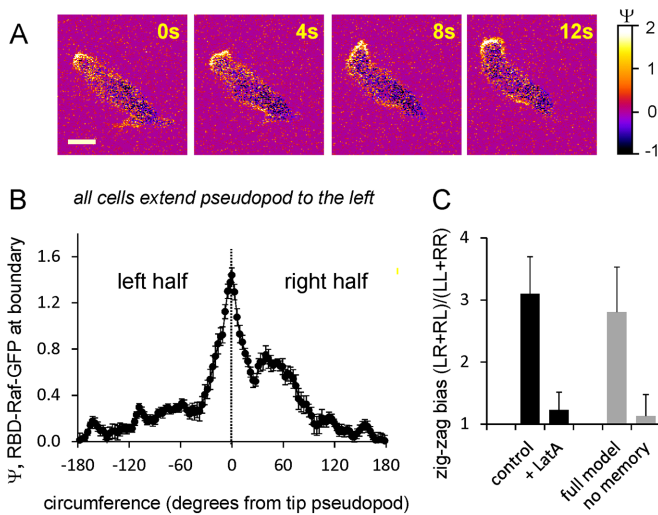 A
0s
4s
8s
12s
Ψ
2
1
0
-1
B
all cells extend pseudopod to the left
Ψ, RBD-Raf-GFP at boundary
1.6
1.2
0.8
0.4
0.0
left half
right half
-180
-120
-60
0
60
120
180
circumference (degrees from tip pseudopod)
C
zig-zag bias (LR+RL)/(LL+RR)
4
3
2
1
control
+ LatA
full model
no memory